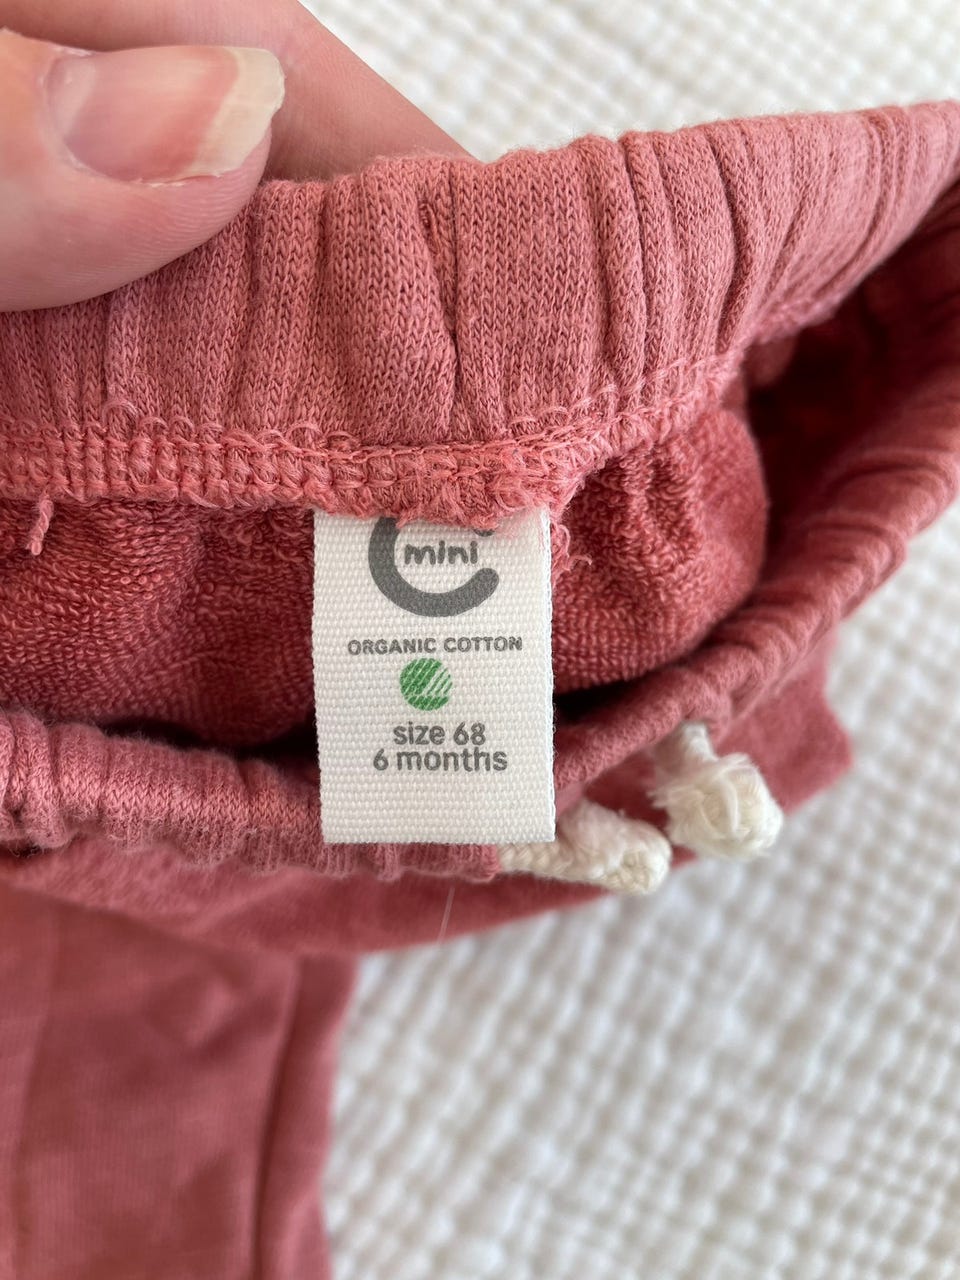 mini
ORGANIC COTTON
size 68
6 months